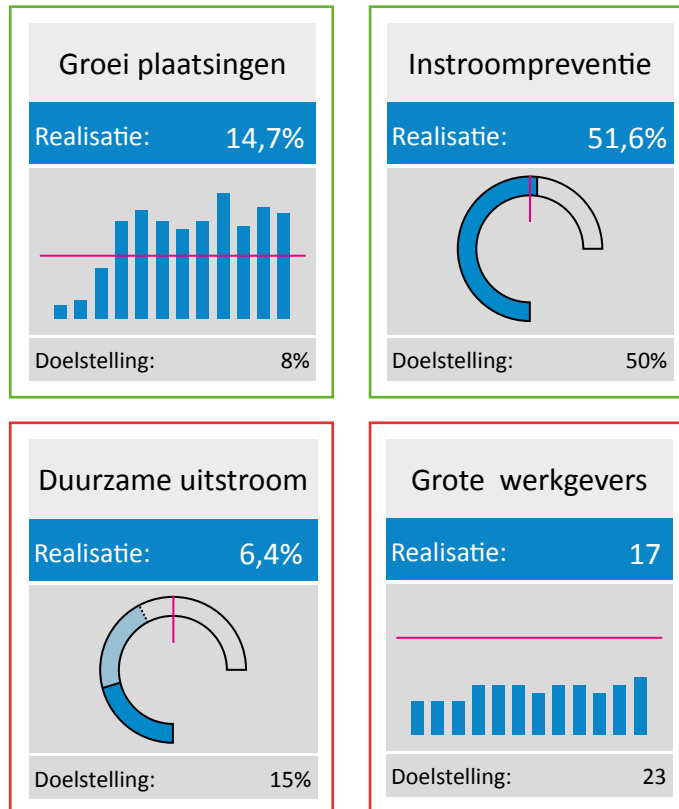 Groei plaatsingen
Realisatie: 14,7%
Doelstelling: 8%
Instroompreventie
Realisatie: 51,6%
Doelstelling: 50%
Duurzame uitstroom
Realisatie: 6,4%
Doelstelling: 15%
Grote werkgevers
Realisatie: 17
Doelstelling: 23